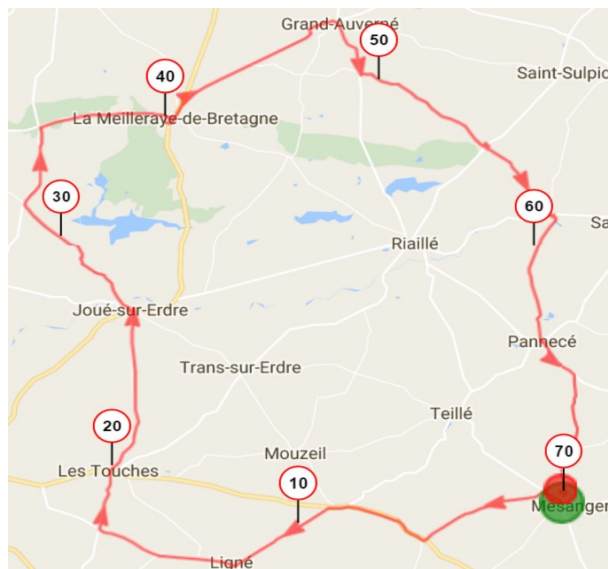 Grand-Auverné
50
Saint-Sulpic
40
La Meilleraye-de-Bretagne
30
60
Sa
Riaillé
Joué-sur-Erdre
Pannecé
Trans-sur-Erdre
Teillé
20
Mouzeil
70
Les Touches
10
Mésanger
Ligné